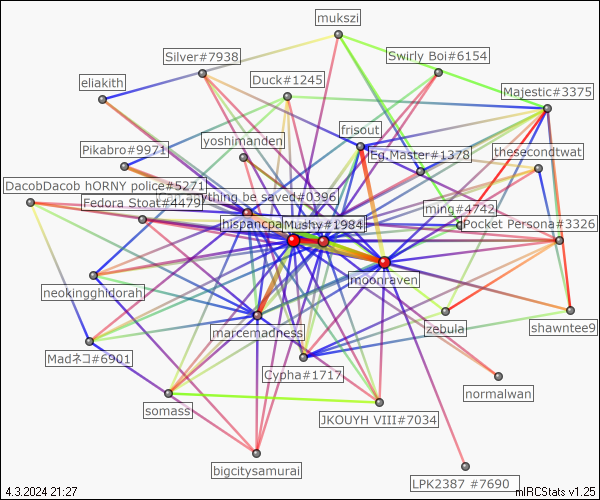 mukszi
Silver#7938
Swirly Boi#6154
eliakith
Duck#1245
Majestic#3375
frisout
yoshimanden
Pikabro#9971
Eg.Master#1378
thesecondtwat
DacobDacob hORNY police#5271
ything be saved#0396
Fedora Stoat#4479
ming#4742
hispancpa
Mushy#1984
Pocket Persona#3326
moonraven
neokingghidorah
marcemadness
zebula
shawntee9
Madネコ#6901
Cypha#1717
normalwan
somass
JKOUYH VIII#7034
bigcitysamurai
LPK2387 #7690
4.3.2024 21:27
mIRCStats v1.25